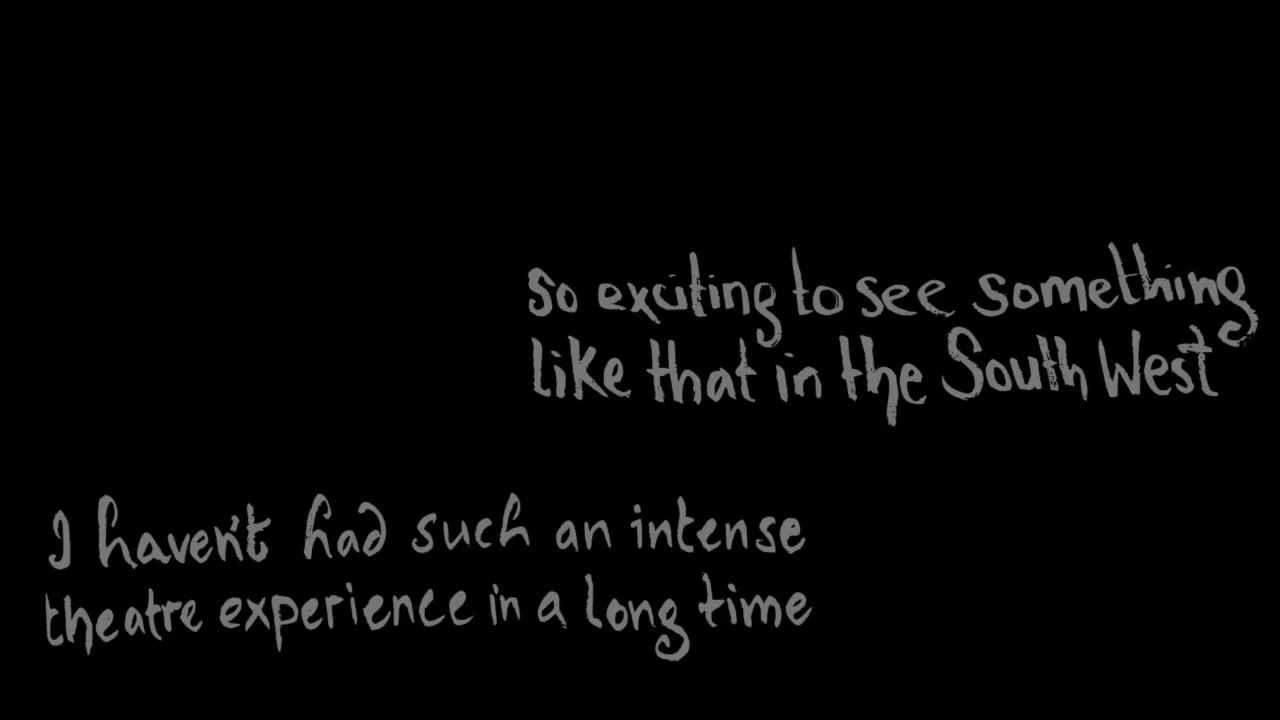 so exciting to see something
like that in the South West
I haven't had such an intense
theatre experience in a long time